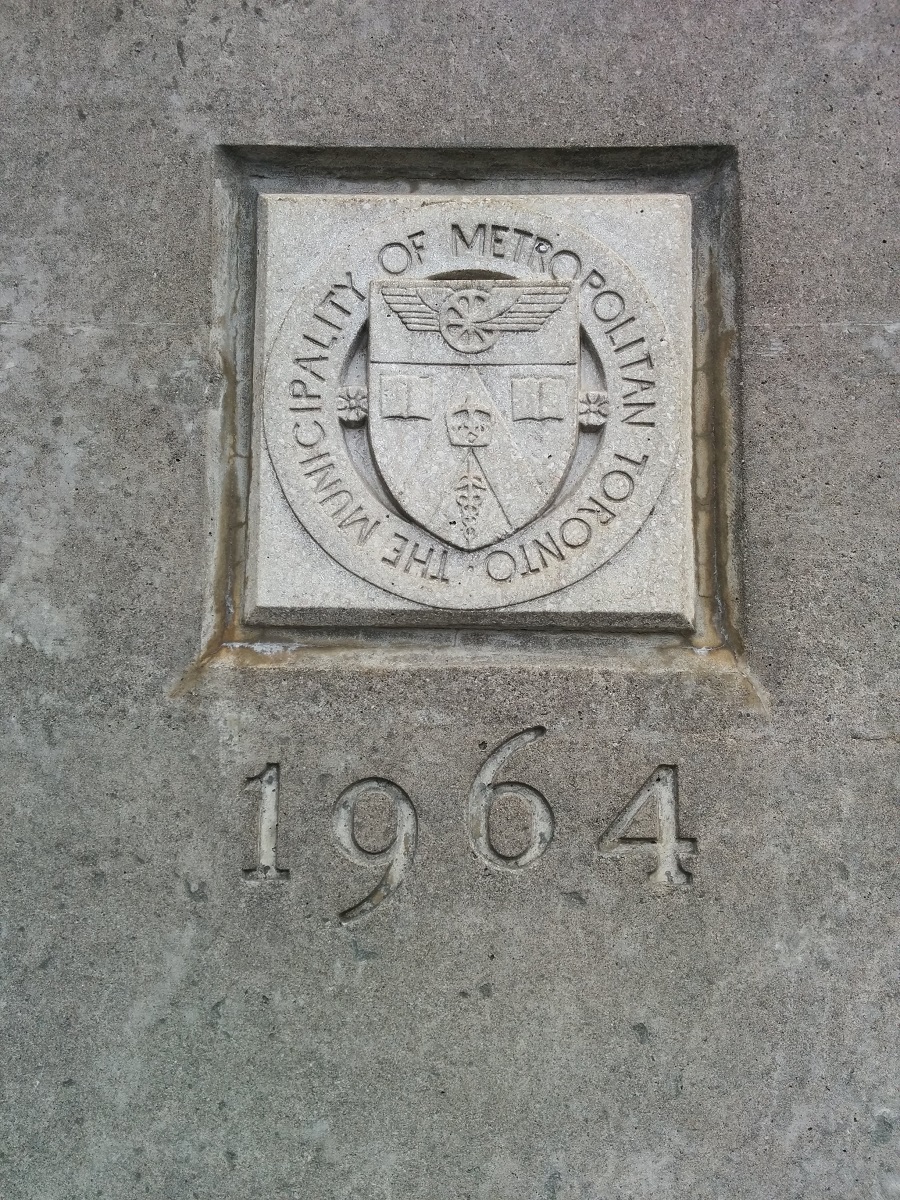 THE MUNICIPALITY OF METROPOLITAN · TORONTO ·
1964